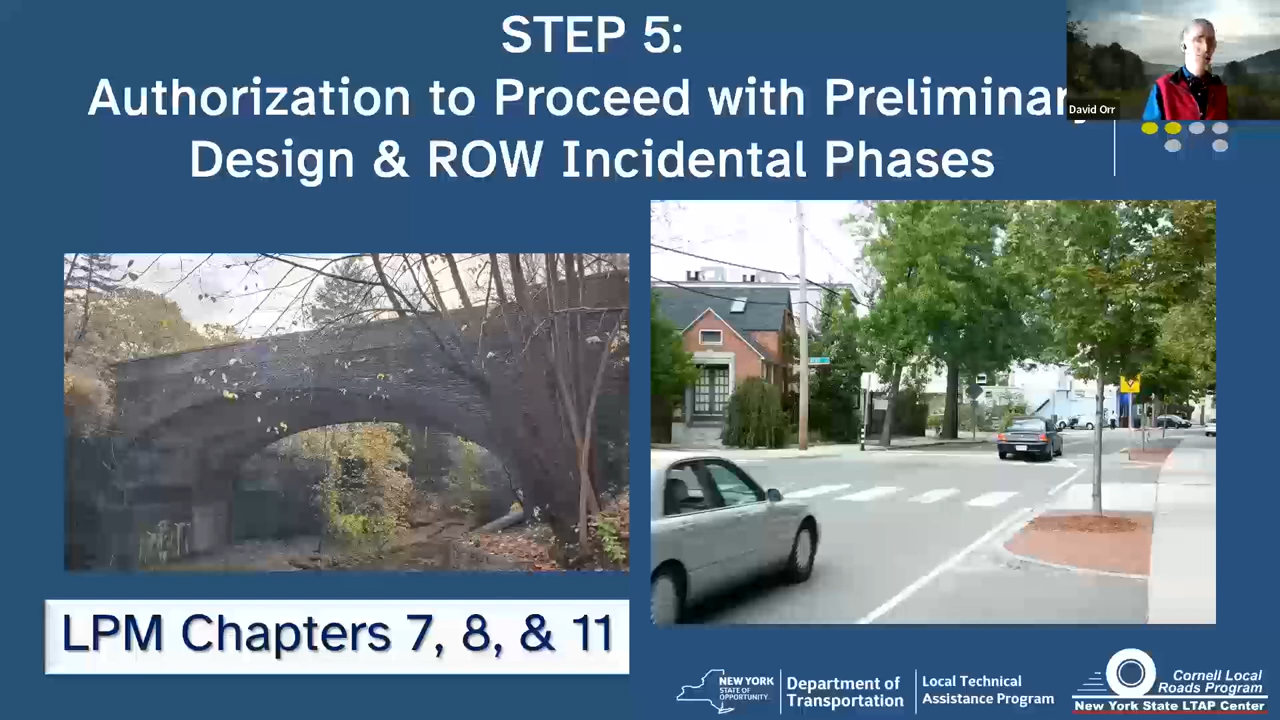 STEP 5:
Authorization to Proceed with Preliminary
Design & ROW Incidental Phases
David Orr
LPM Chapters 7, 8, & 11
NEW YORK
STATE OF
OPPORTUNITY.
Department of
Transportation
Local Technical
Assistance Program
Cornell Local
Roads Program
New York State LTAP Center